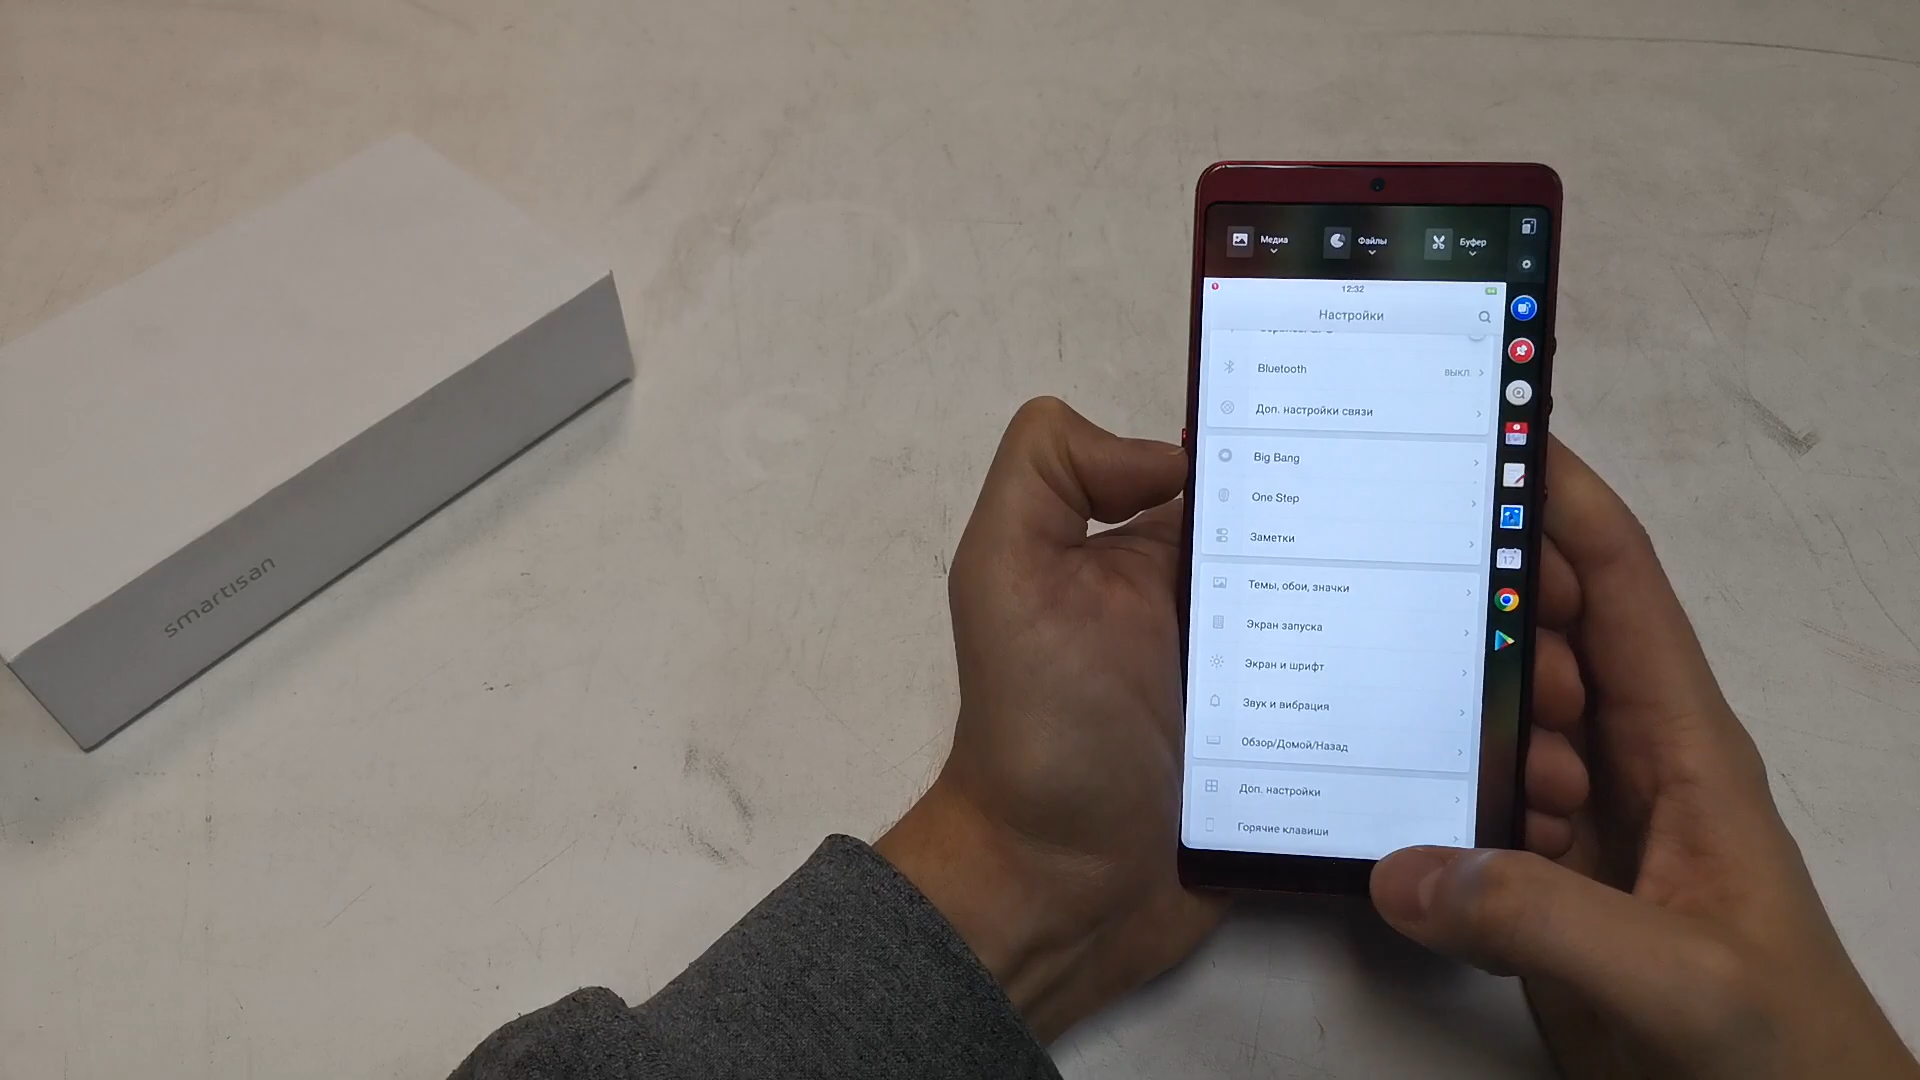 smartisan
Медиа
Файлы
Буфер
12:32
Настройки
Bluetooth
выкл.
Доп. настройки связи
Big Bang
One Step
Заметки
Темы, обои, значки
Экран запуска
Экран и шрифт
Звук и вибрация
Обзор/Домой/Назад
Доп. настройки
Горячие клавиши
17